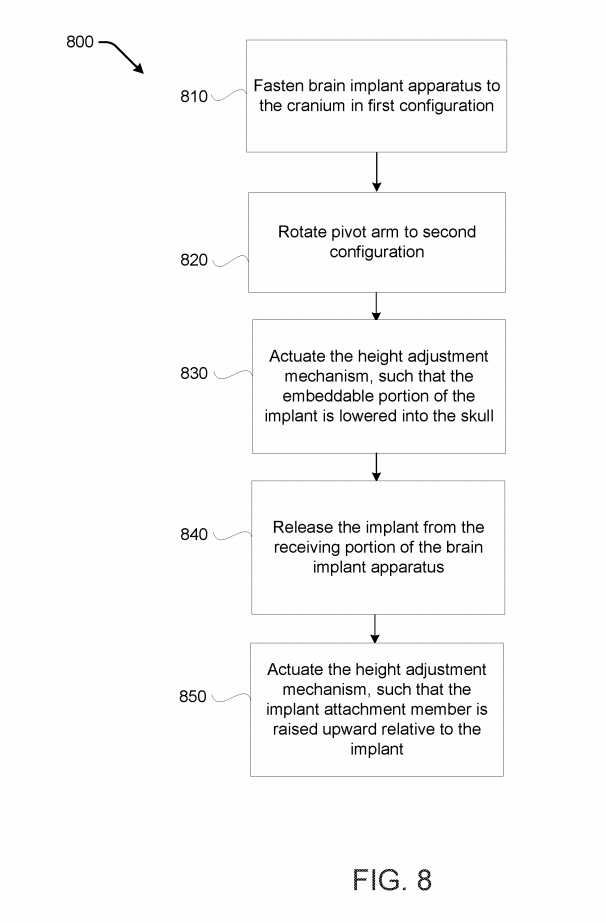 800
810
Fasten brain implant apparatus to
the cranium in first configuration
820
Rotate pivot arm to second
configuration
830
Actuate the height adjustment
mechanism, such that the
embeddable portion of the
implant is lowered into the skull
840
Release the implant from the
receiving portion of the brain
implant apparatus
850
Actuate the height adjustment
mechanism, such that the
implant attachment member is
raised upward relative to the
implant
FIG. 8